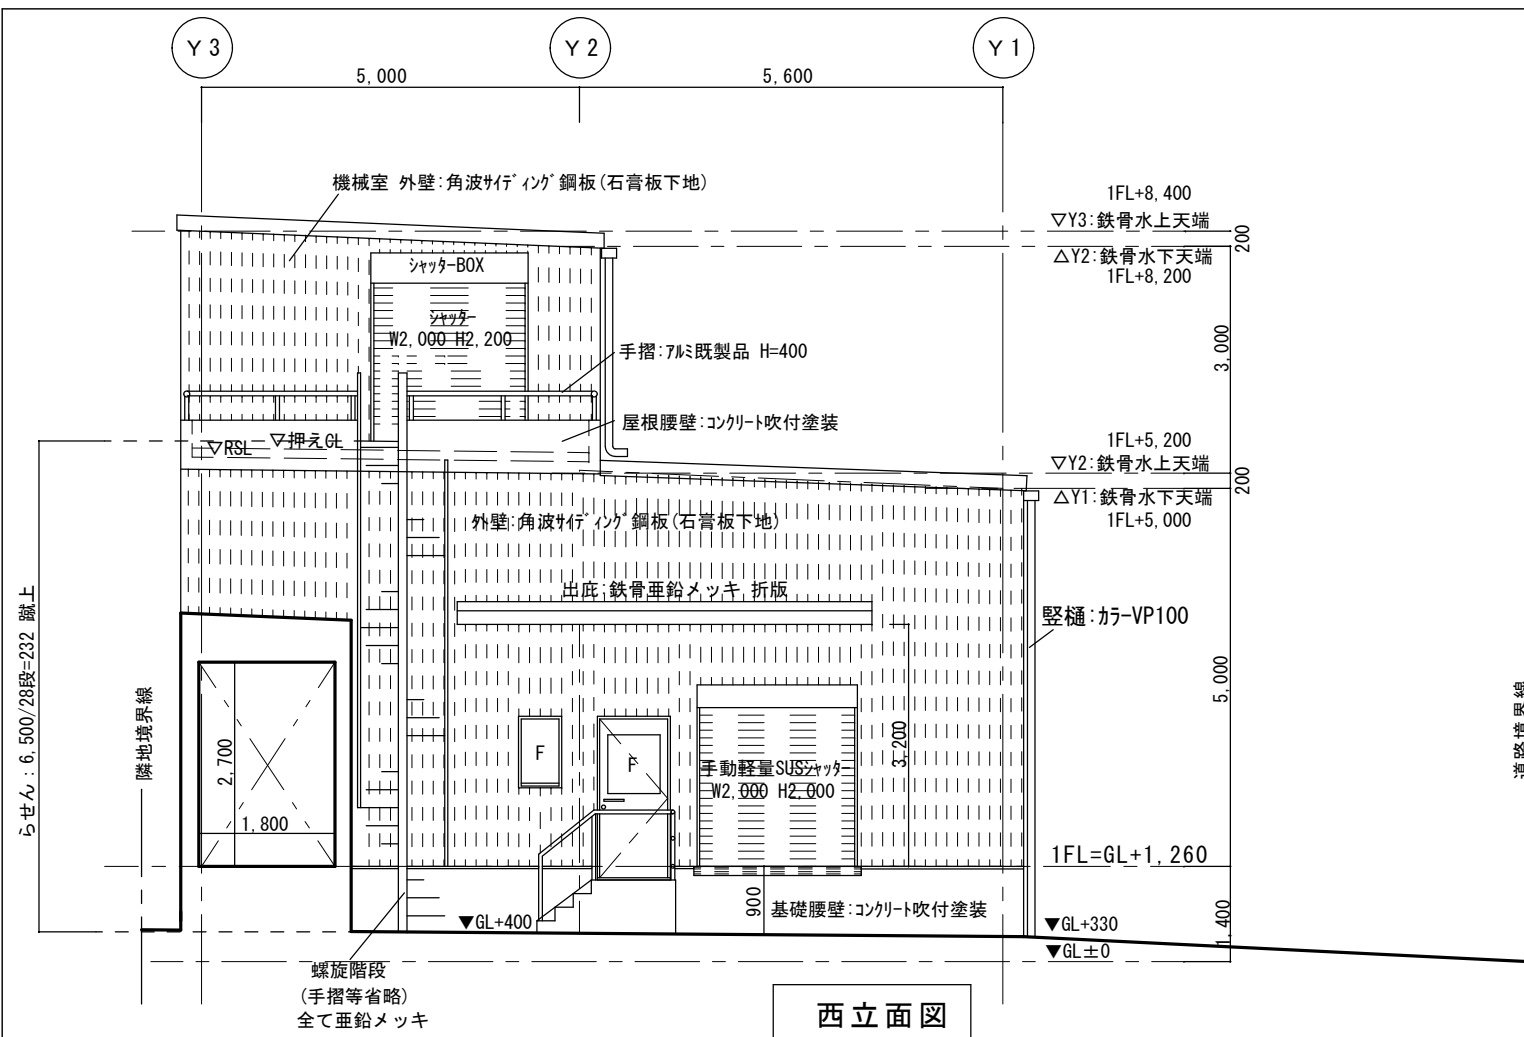 Y3
Y2
Y1
5,000
5,600
機械室 外壁:角波ｻｲﾃﾞｨﾝｸﾞ鋼板(石膏板下地)
1FL+8,400
▽Y3:鉄骨水上天端
200
△Y2:鉄骨水下天端
1FL+8,200
ｼｬｯﾀｰBOX
ｼｬｯﾀｰ
W2,000 H2,200
手摺:ｱﾙﾐ既製品 H=400
3,000
屋根腰壁:ｺﾝｸﾘｰﾄ吹付塗装
▽RSL
▽押えCL
1FL+5,200
▽Y2:鉄骨水上天端
200
△Y1:鉄骨水下天端
1FL+5,000
外壁:角波ｻｲﾃﾞｨﾝｸﾞ鋼板(石膏板下地)
出庇:鉄骨亜鉛メッキ 折版
竪樋:ｶﾗｰVP100
らせん:6,500/28段=232 蹴上
隣地境界線
道路境界線
2,700
1,800
F
F
手動軽量SUSｼｬｯﾀｰ
W2,000 H2,000
3,200
5,000
1FL=GL+1,260
900
基礎腰壁:ｺﾝｸﾘｰﾄ吹付塗装
▼GL+400
▼GL+330
1,400
▼GL±0
螺旋階段
(手摺等省略)
全て亜鉛メッキ
西立面図